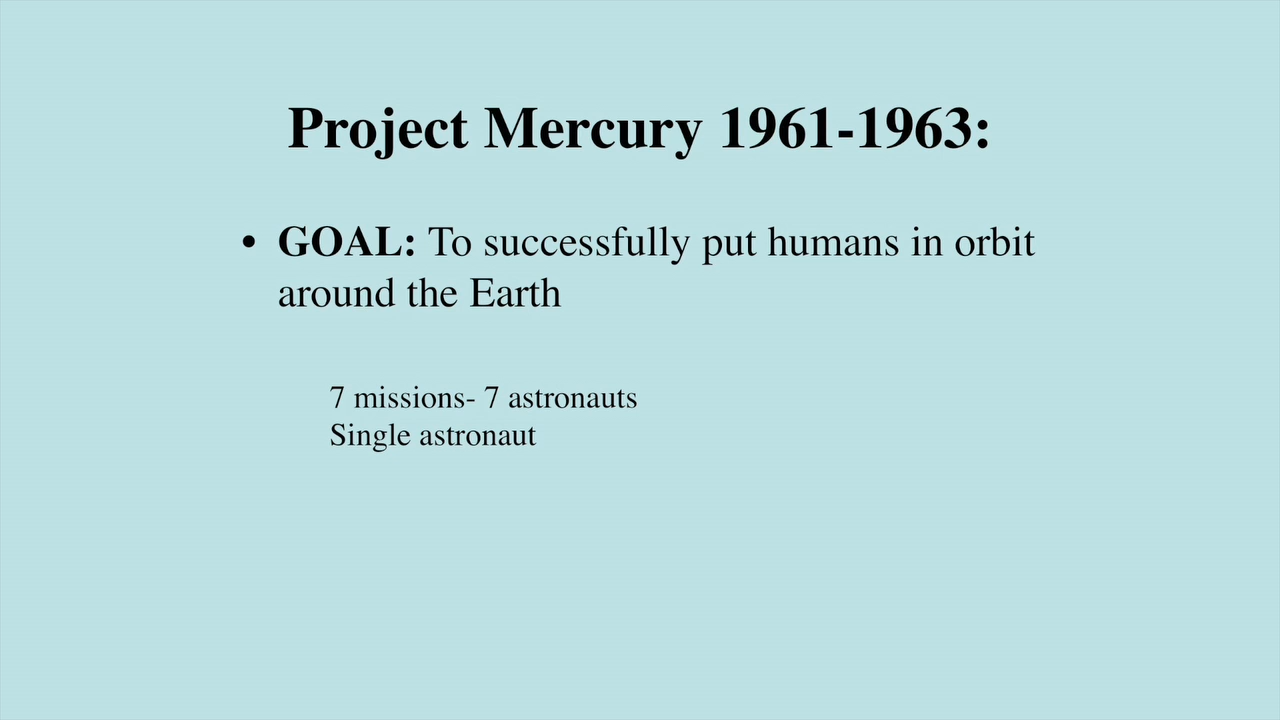 Project Mercury 1961-1963:
• GOAL: To successfully put humans in orbit
around the Earth
7 missions- 7 astronauts
Single astronaut